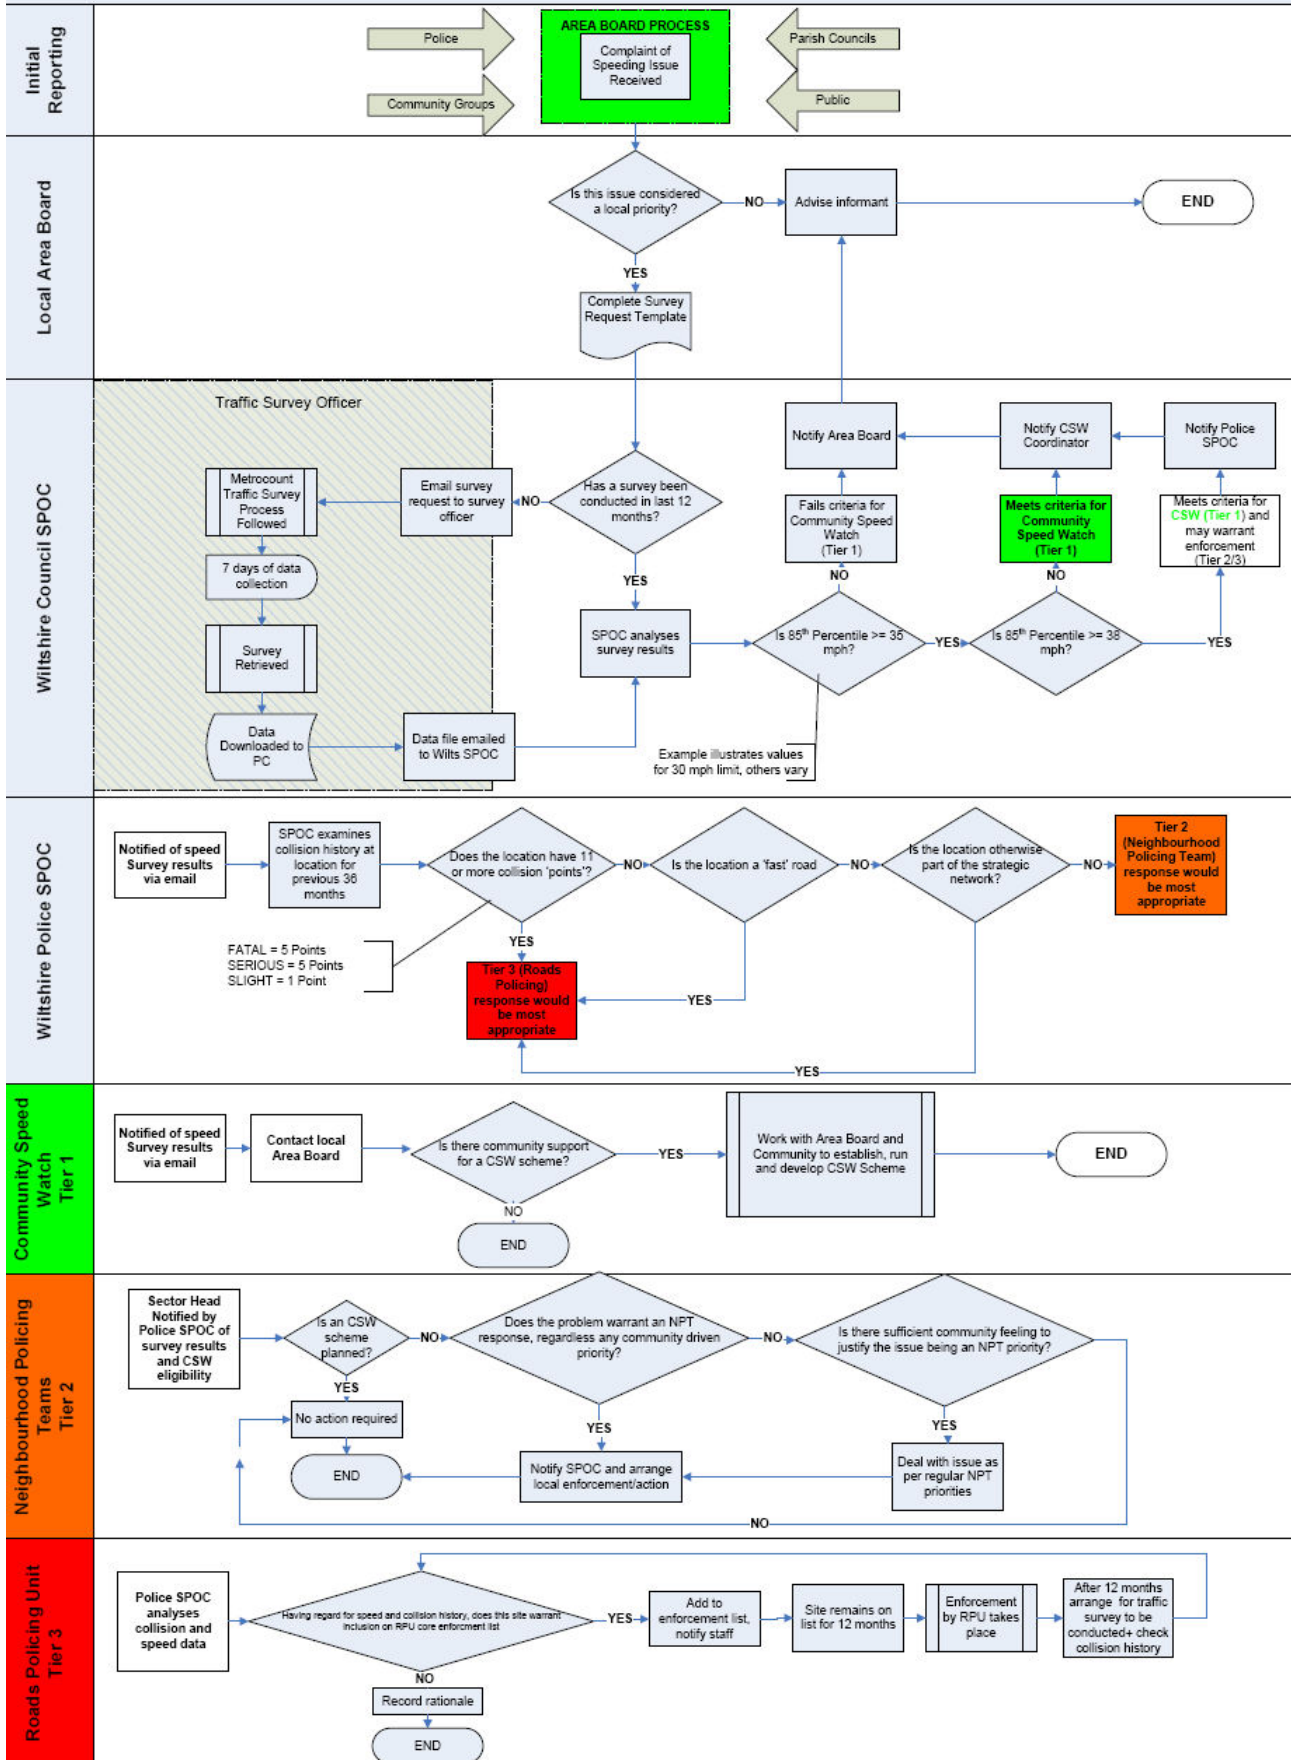 Initial
Reporting
Police
Community Groups
AREA BOARD PROCESS
Complaint of
Speeding Issue
Received
Parish Councils
Public
Local Area Board
Is this issue considered
a local priority?
NO
Advise informant
END
YES
Complete Survey
Request Template
Wiltshire Council SPOC
Traffic Survey Officer
Metrocount
Traffic Survey
Process
Followed
Email survey
request to survey
officer
NO
Has a survey been
conducted in last 12
months?
YES
7 days of data
collection
Survey
Retrieved
Data
Downloaded to
PC
Data file emailed
to Wilts SPOC
SPOC analyses
survey results
Notify Area Board
Notify CSW
Coordinator
Notify Police
SPOC
Fails criteria for
Community Speed
Watch
(Tier 1)
Meets criteria for
Community
Speed Watch
(Tier 1)
Meets criteria for
CSW (Tier 1) and
may warrant
enforcement
(Tier 2/3)
NO
NO
Is 85th Percentile >= 35
mph?
YES
Is 85th Percentile >= 38
mph?
YES
Example illustrates values
for 30 mph limit, others vary
Wiltshire Police SPOC
Notified of speed
Survey results
via email
SPOC examines
collision history at
location for
previous 36
months
Does the location have 11
or more collision 'points'?
NO
Is the location a 'fast' road
NO
Is the location otherwise
part of the strategic
network?
NO
Tier 2
(Neighbourhood
Policing Team)
response would
be most
appropriate
FATAL = 5 Points
SERIOUS = 5 Points
SLIGHT = 1 Point
YES
Tier 3 (Roads
Policing)
response would
be most
appropriate
YES
YES
Community Speed
Watch
Tier 1
Notified of speed
Survey results
via email
Contact local
Area Board
Is there community support
for a CSW scheme?
YES
Work with Area Board and
Community to establish, run
and develop CSW Scheme
END
NO
END
Neighbourhood Policing
Teams
Tier 2
Sector Head
Notified by
Police SPOC of
survey results
and CSW
eligibility
Is an CSW
scheme
planned?
NO
Does the problem warrant an NPT
response, regardless any community driven
priority?
NO
Is there sufficient community feeling to
justify the issue being an NPT priority?
YES
No action required
END
YES
Notify SPOC and arrange
local enforcement/action
YES
Deal with issue as
per regular NPT
priorities
NO
Roads Policing Unit
Tier 3
Police SPOC
analyses
collision and
speed data
Having regard for speed and collision history, does this site warrant
inclusion on RPU core enforcment list
YES
Add to
enforcement list,
notify staff
Site remains on
list for 12 months
Enforcement
by RPU takes
place
After 12 months
arrange for traffic
survey to be
conducted+ check
collision history
NO
Record rationale
END